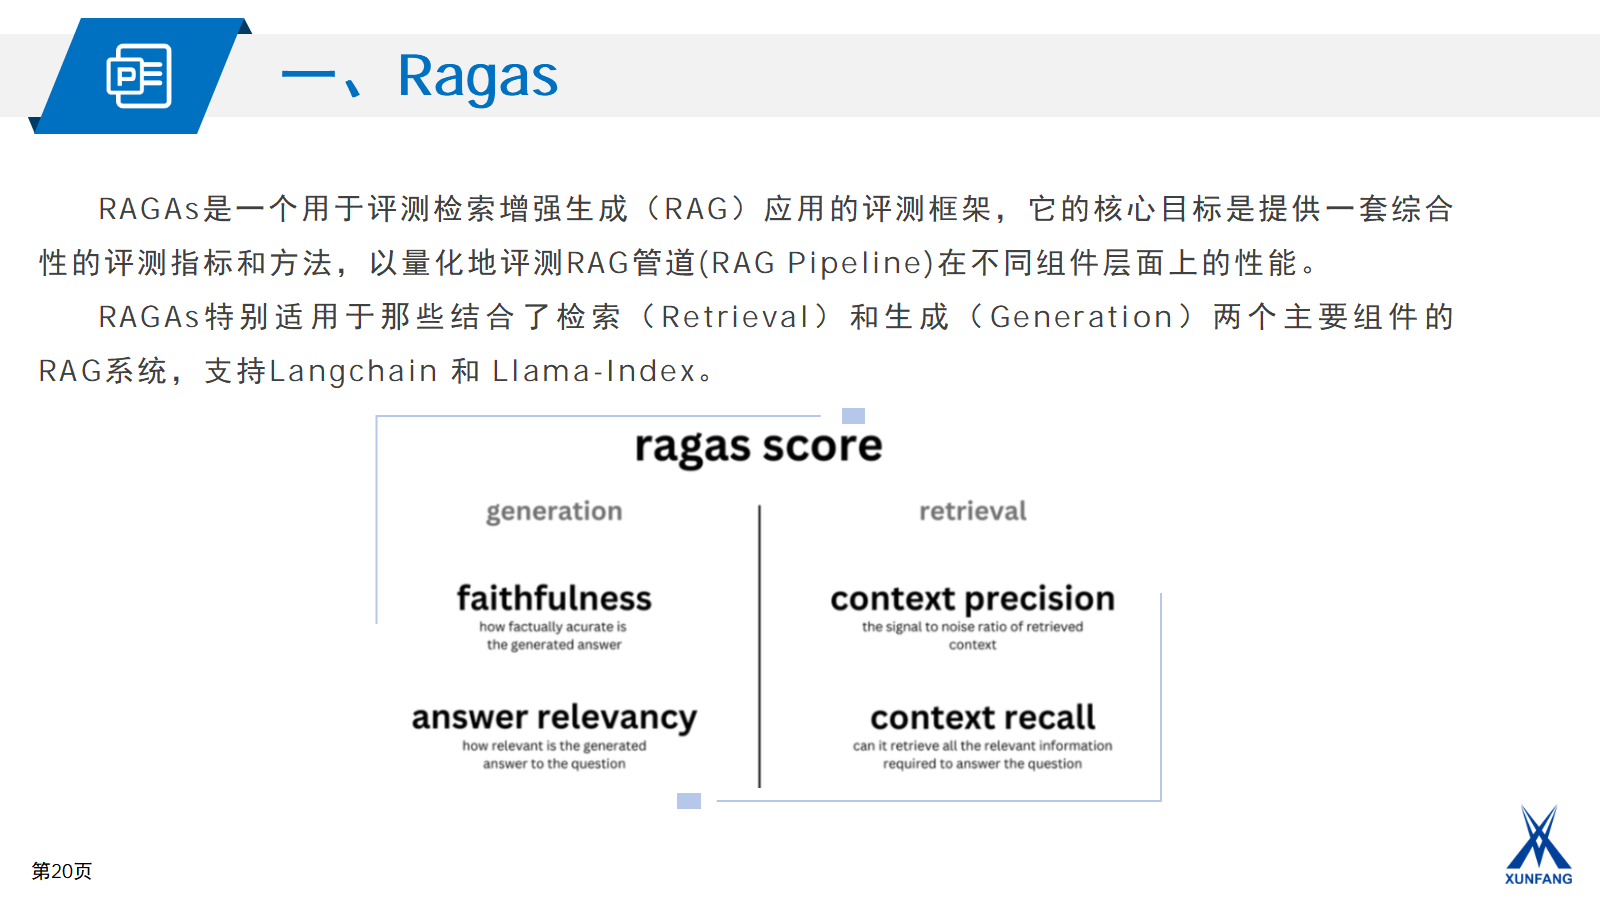 一、Ragas
RAGAs是一个用于评测检索增强生成（RAG）应用的评测框架，它的核心目标是提供一套综合
性的评测指标和方法，以量化地评测RAG管道(RAG Pipeline)在不同组件层面上的性能。
RAGAs特别适用于那些结合了检索（Retrieval）和生成（Generation）两个主要组件的
RAG系统，支持Langchain 和 Llama-Index。
ragas score
generation
faithfulness
how factually acurate is
the generated answer
answer relevancy
how relevant is the generated
answer to the question
retrieval
context precision
the signal to noise ratio of retrieved
context
context recall
can it retrieve all the relevant information
required to answer the question
第20页
XUNFANG